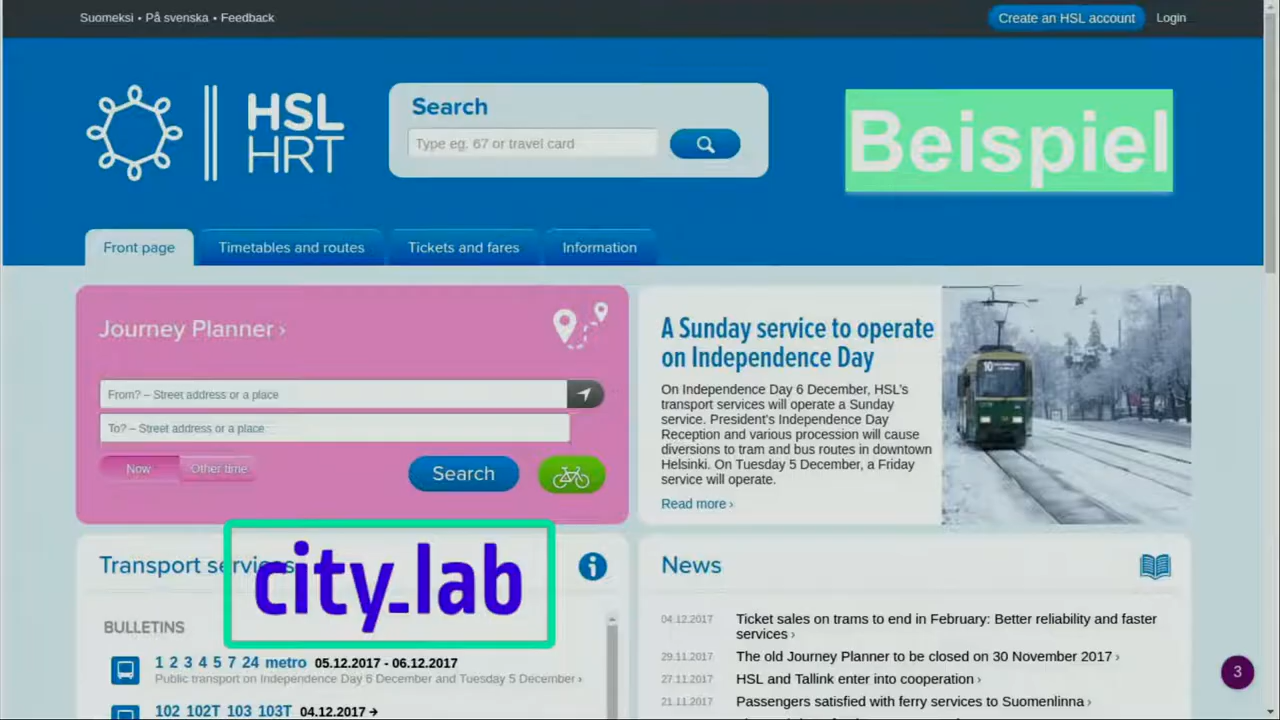 Suomeksi • På svenska • Feedback
Create an HSL account
Login
HSL
HRT
Search
Type eg. 67 or travel card
Beispiel
Front page
Timetables and routes
Tickets and fares
Information
Journey Planner ›
From? – Street address or a place
To? – Street address or a place
Now
Other time
Search
A Sunday service to operate
on Independence Day
On Independence Day 6 December, HSL's
transport services will operate a Sunday
service. President's Independence Day
Reception and various procession will cause
diversions to tram and bus routes in downtown
Helsinki. On Tuesday 5 December, a Friday
service will operate.
Read more ›
10
Transport services
city_lab
BULLETINS
1 2 3 4 5 7 24 metro 05.12.2017 - 06.12.2017
Public transport on Independence Day 6 December and Tuesday 5 December ›
102 102T 103 103T 04.12.2017 →
News
04.12.2017 Ticket sales on trams to end in February: Better reliability and faster
services ›
29.11.2017 The old Journey Planner to be closed on 30 November 2017 ›
27.11.2017 HSL and Tallink enter into cooperation ›
21.11.2017 Passengers satisfied with ferry services to Suomenlinna ›
3